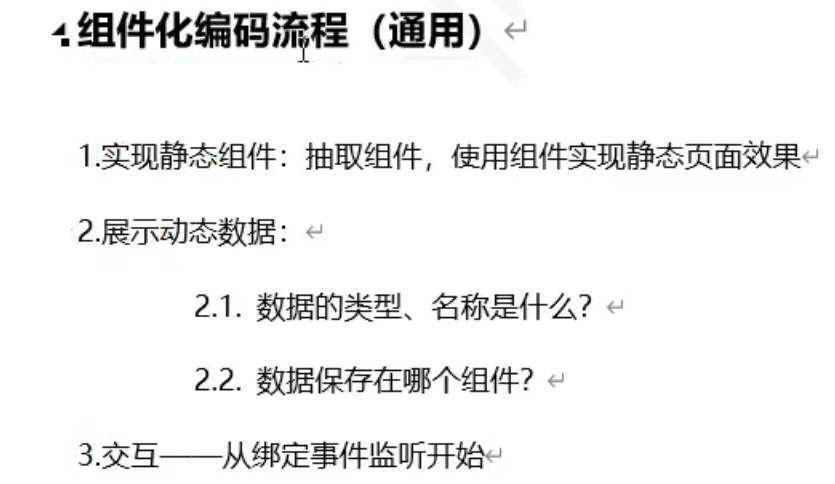 组件化编码流程（通用）
1.实现静态组件：抽取组件，使用组件实现静态页面效果
2.展示动态数据：
2.1. 数据的类型、名称是什么？
2.2. 数据保存在哪个组件？
3.交互——从绑定事件监听开始